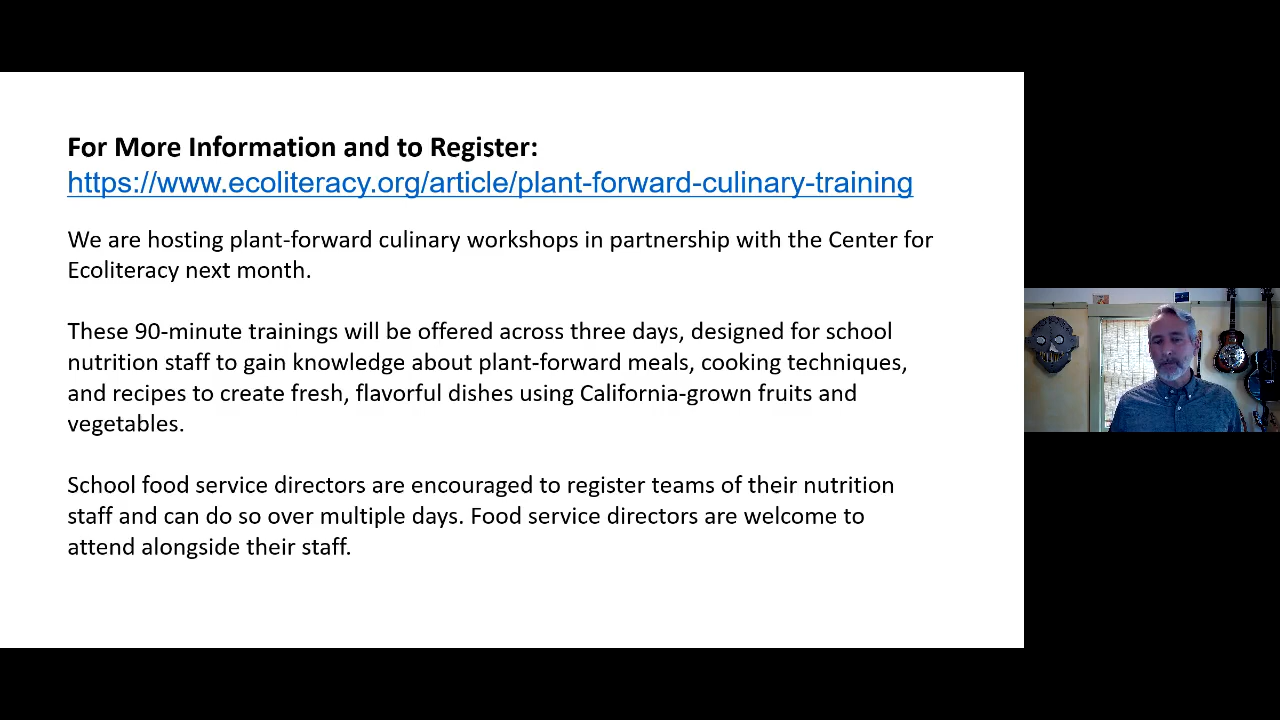 For More Information and to Register:
https://www.ecoliteracy.org/article/plant-forward-culinary-training
We are hosting plant-forward culinary workshops in partnership with the Center for
Ecoliteracy next month.
These 90-minute trainings will be offered across three days, designed for school
nutrition staff to gain knowledge about plant-forward meals, cooking techniques,
and recipes to create fresh, flavorful dishes using California-grown fruits and
vegetables.
School food service directors are encouraged to register teams of their nutrition
staff and can do so over multiple days. Food service directors are welcome to
attend alongside their staff.